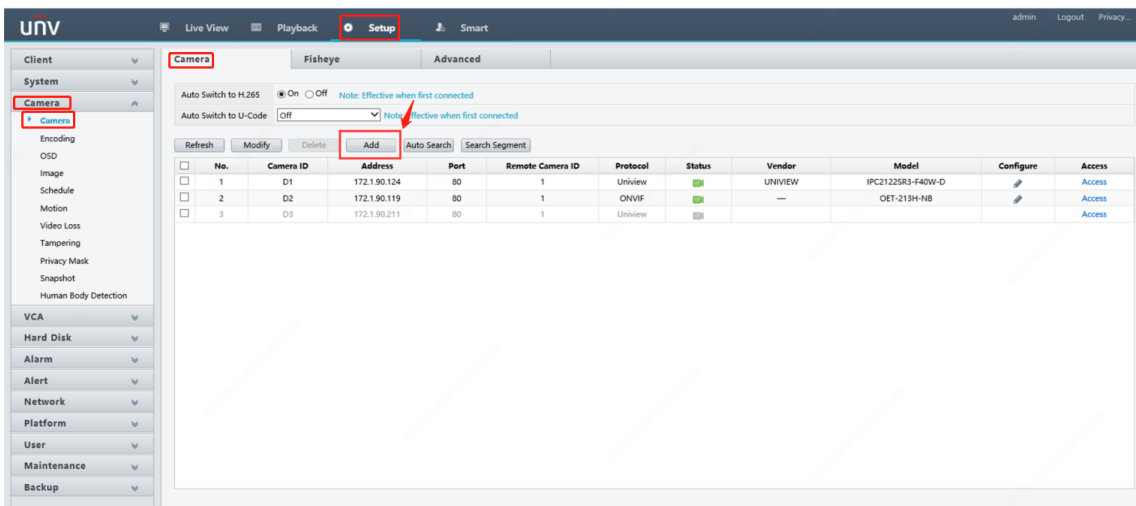 unv
Live View Playback Setup Smart
admin Logout Privacy...
Client
System
Camera
Camera
Encoding
OSD
Image
Schedule
Motion
Video Loss
Tampering
Privacy Mask
Snapshot
Human Body Detection
VCA
Hard Disk
Alarm
Alert
Network
Platform
User
Maintenance
Backup
Camera Fisheye Advanced
Auto Switch to H.265 On Off Note: Effective when first connected
Auto Switch to U-Code Off Note: Effective when first connected
Refresh Modify Delete Add Auto Search Search Segment
No. Camera ID Address Port Remote Camera ID Protocol Status Vendor Model Configure Access
1 D1 172.1.90.124 80 1 Uniview UNIVIEW IPC2122SR3-F40W-D Access
2 D2 172.1.90.119 80 1 ONVIF — OET-213H-NB Access
3 D3 172.1.90.211 80 1 Uniview Access